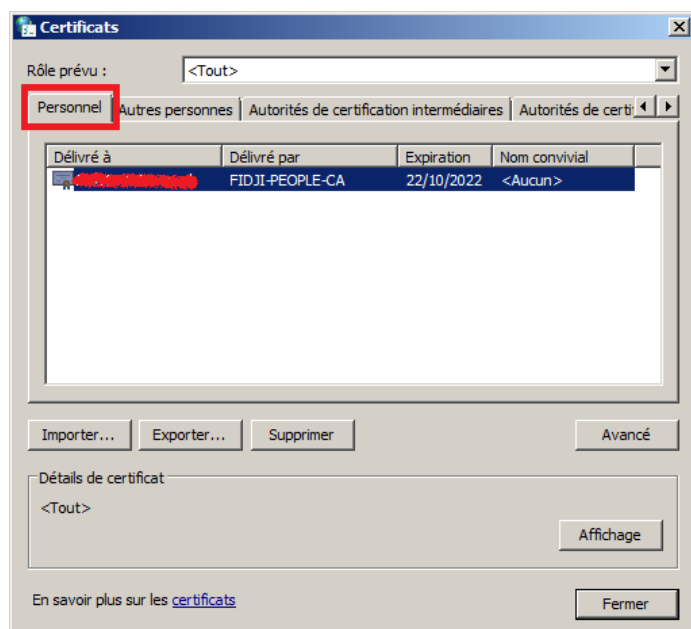 Certificats
Rôle prévu :
<Tout>
Personnel Autres personnes Autorités de certification intermédiaires Autorités de certi
Délivré à Délivré par Expiration Nom convivial
FIDJI-PEOPLE-CA 22/10/2022 <Aucun>
Importer... Exporter... Supprimer Avancé
Détails de certificat
<Tout>
Affichage
En savoir plus sur les certificats
Fermer